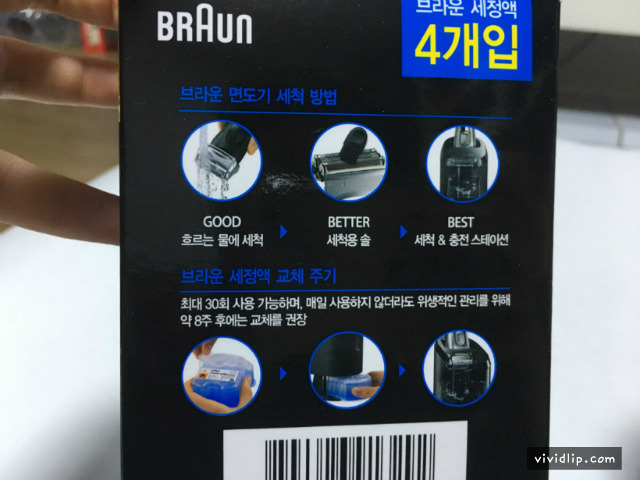 BRAUN
브라운 세정액
4개입
브라운 면도기 세척 방법
GOOD
흐르는 물에 세척
BETTER
세척용 솔
BEST
세척 & 충전 스테이션
브라운 세정액 교체 주기
최대 30회 사용 가능하며, 매일 사용하지 않더라도 위생적인 관리를 위해
약 8주 후에는 교체를 권장
vividlip.com